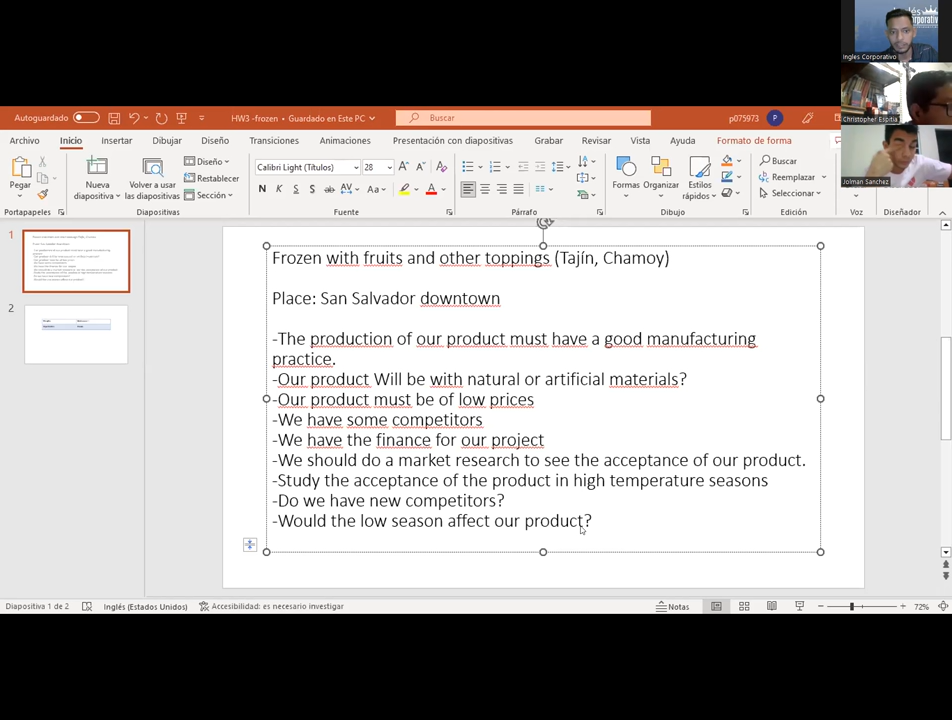 Inglés
Corporativo
Ingles Corporativo
Christopher Espitia
Jolman Sanchez
Autoguardado
HW3 -frozen • Guardado en Este PC
Buscar
p075973
P
Archivo Inicio Insertar Dibujar Diseño Transiciones Animaciones Presentación con diapositivas Grabar Revisar Vista Ayuda Formato de forma
Pegar
Nueva diapositiva
Volver a usar las diapositivas
Diseño
Restablecer
Sección
Calibri Light (Títulos) 28
N K S ab AV Aa A
Formas Organizar Estilos rápidos
Buscar
Reemplazar
Seleccionar
Voz
Portapapeles Diapositivas Fuente Párrafo Dibujo Edición Voz Diseñador
1
2
Frozen with fruits and other toppings (Tajín, Chamoy)
Place: San Salvador downtown
-The production of our product must have a good manufacturing
practice.
-Our product Will be with natural or artificial materials?
-Our product must be of low prices
-We have some competitors
-We have the finance for our project
-We should do a market research to see the acceptance of our product.
-Study the acceptance of the product in high temperature seasons
-Do we have new competitors?
-Would the low season affect our product?
Diapositiva 1 de 2 Inglés (Estados Unidos) Accesibilidad: es necesario investigar Notas 72%